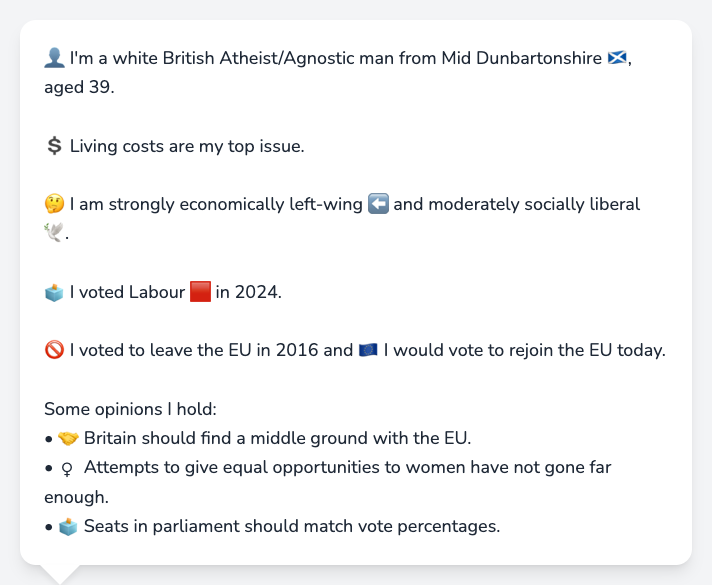 👤 I'm a white British Atheist/Agnostic man from Mid Dunbartonshire 🏴󠁧󠁢󠁳󠁣󠁴󠁿,
aged 39.
💲 Living costs are my top issue.
🤔 I am strongly economically left-wing ⬅️ and moderately socially liberal
🕊️.
🗳️ I voted Labour 🟥 in 2024.
🚫 I voted to leave the EU in 2016 and 🇪🇺 I would vote to rejoin the EU today.
Some opinions I hold:
• 🤝 Britain should find a middle ground with the EU.
• ♀ Attempts to give equal opportunities to women have not gone far
enough.
• 🗳️ Seats in parliament should match vote percentages.